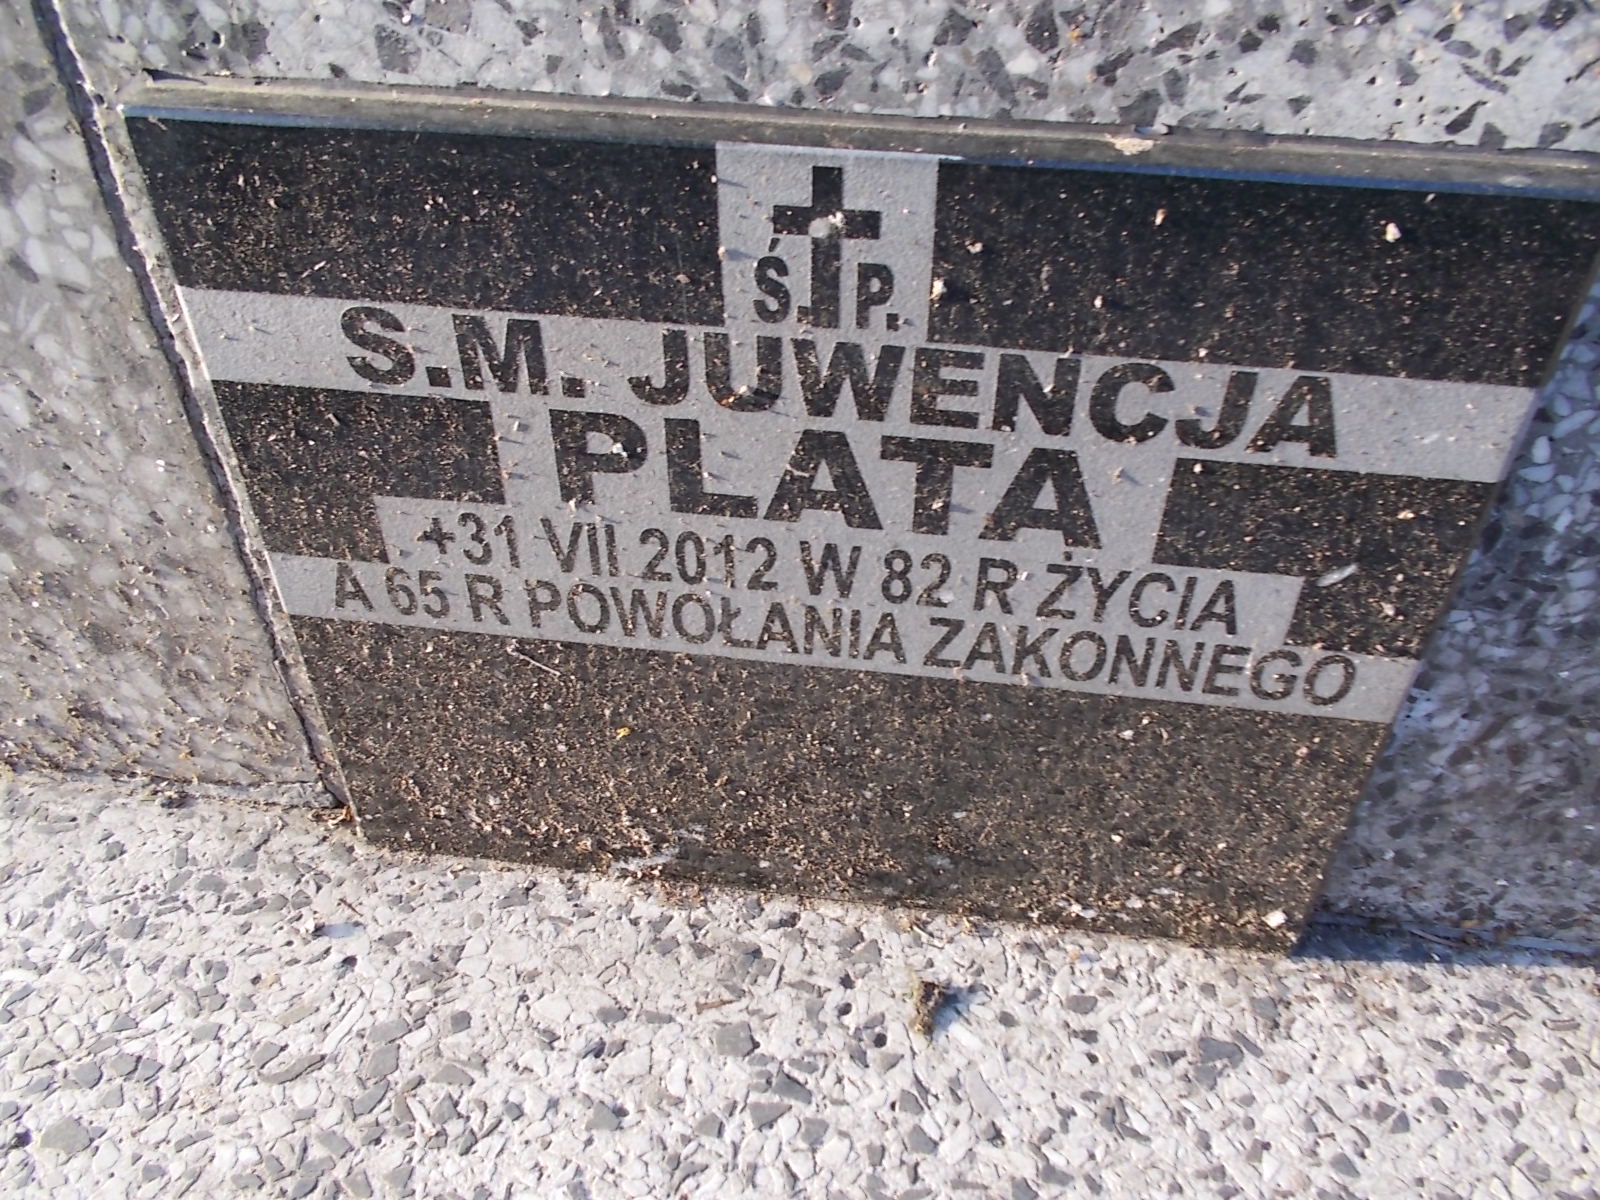 Ś. P.
S.M. JUWENCJA
PLATA
+31 VII 2012 W 82 R ŻYCIA
A 65 R POWOŁANIA ZAKONNEGO